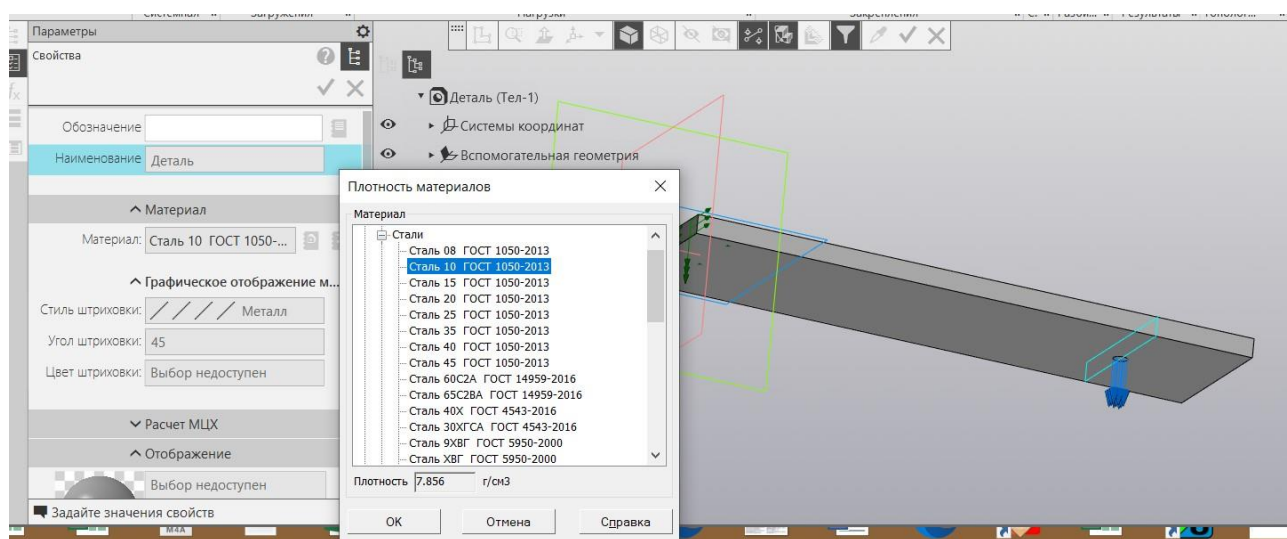 Системная
Загружения
Нагрузки
Закрепления
Результаты
Параметры
Свойства
Обозначение
Наименование Деталь
Материал
Материал: Сталь 10 ГОСТ 1050-...
Графическое отображение м...
Стиль штриховки: Металл
Угол штриховки: 45
Цвет штриховки: Выбор недоступен
Расчет МЦХ
Отображение
Выбор недоступен
Задайте значения свойств
Деталь (Тел-1)
Системы координат
Вспомогательная геометрия
Плотность материалов
Материал
Стали
Сталь 08 ГОСТ 1050-2013
Сталь 10 ГОСТ 1050-2013
Сталь 15 ГОСТ 1050-2013
Сталь 20 ГОСТ 1050-2013
Сталь 25 ГОСТ 1050-2013
Сталь 35 ГОСТ 1050-2013
Сталь 40 ГОСТ 1050-2013
Сталь 45 ГОСТ 1050-2013
Сталь 60С2А ГОСТ 14959-2016
Сталь 65С2ВА ГОСТ 14959-2016
Сталь 40Х ГОСТ 4543-2016
Сталь 30ХГСА ГОСТ 4543-2016
Сталь 9ХВГ ГОСТ 5950-2000
Сталь ХВГ ГОСТ 5950-2000
Плотность 7.856 г/см3
ОК Отмена Справка
M4A